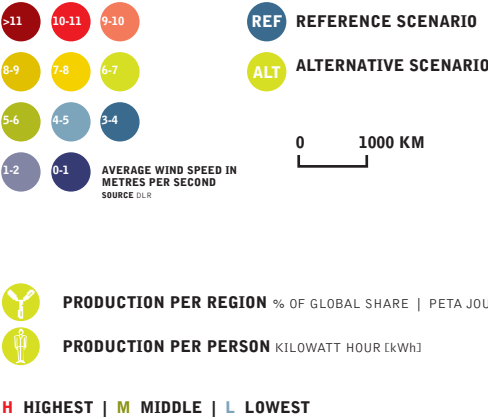 >11 10-11 9-10
8-9 7-8 6-7
5-6 4-5 3-4
1-2 0-1
AVERAGE WIND SPEED IN
METRES PER SECOND
SOURCE DLR
REF REFERENCE SCENARIO
ALT ALTERNATIVE SCENARIO
0 1000 KM
PRODUCTION PER REGION % OF GLOBAL SHARE | PETA JOU
PRODUCTION PER PERSON KILOWATT HOUR [kWh]
H HIGHEST | M MIDDLE | L LOWEST